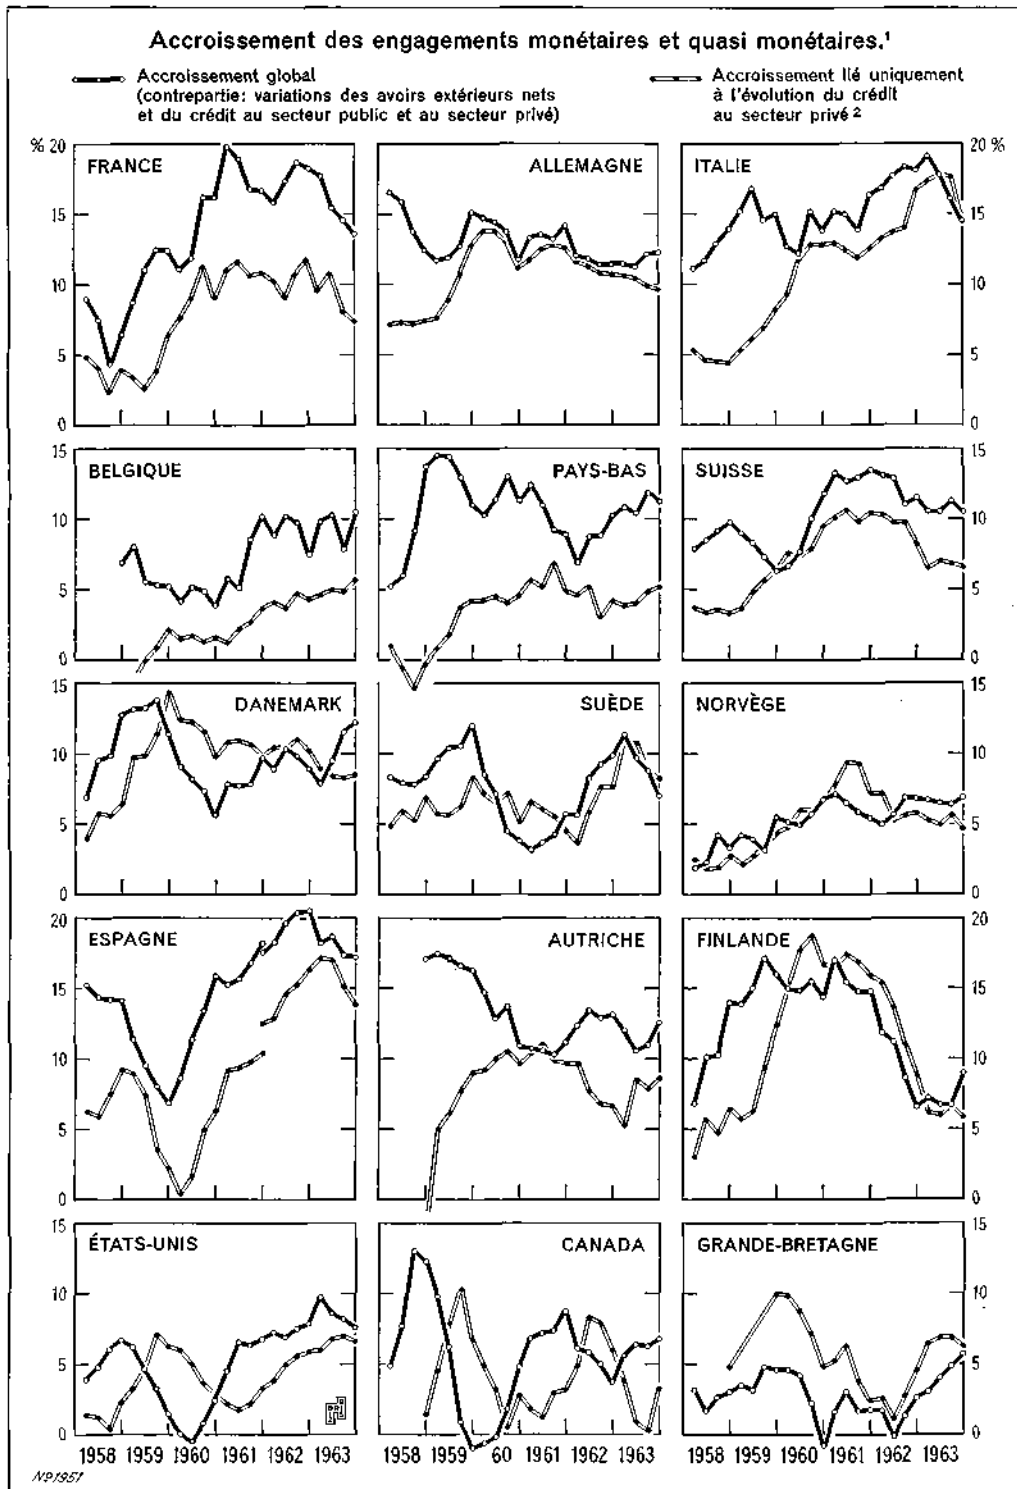 Accroissement des engagements monétaires et quasi monétaires.¹
Accroissement global
(contrepartie: variations des avoirs extérieurs nets
et du crédit au secteur public et au secteur privé)
Accroissement lié uniquement
à l'évolution du crédit
au secteur privé ²
% 20
15
10
5
0
FRANCE
ALLEMAGNE
ITALIE
20 %
15
10
5
0
15
10
5
0
BELGIQUE
PAYS-BAS
SUISSE
15
10
5
0
15
10
5
0
DANEMARK
SUÈDE
NORVÈGE
15
10
5
0
20
15
10
5
0
ESPAGNE
AUTRICHE
FINLANDE
20
15
10
5
0
15
10
5
0
ÉTATS-UNIS
CANADA
GRANDE-BRETAGNE
15
10
5
0
1958 1959 1960 1961 1962 1963
1958 1959 60 1961 1962 1963
1958 1959 1960 1961 1962 1963
Nº1957